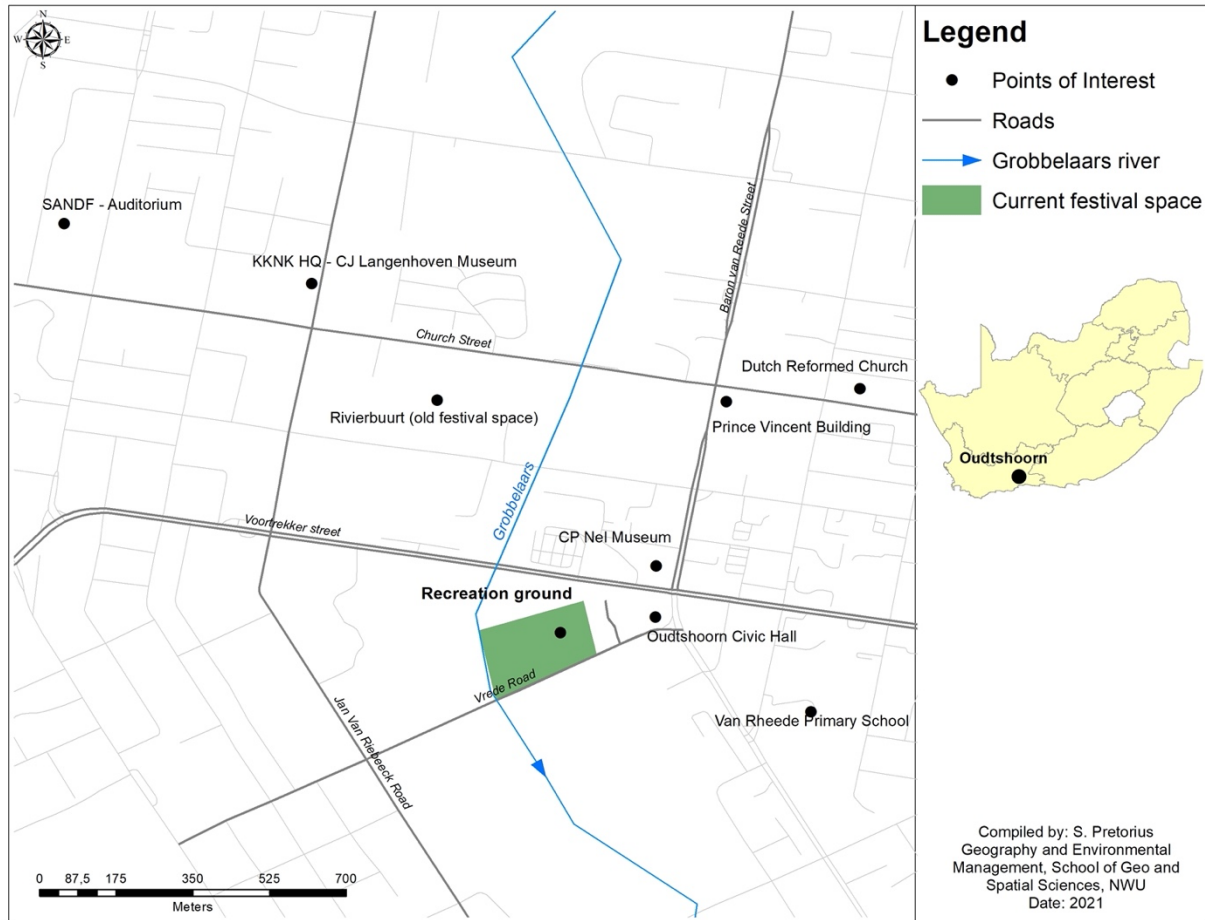 N
W
E
S
SANDF - Auditorium
KKNK HQ - CJ Langenhoven Museum
Church Street
Baron van Reede Street
Dutch Reformed Church
Rivierbuurt (old festival space)
Prince Vincent Building
Grobbelaars
Voortrekker street
CP Nel Museum
Recreation ground
Oudtshoorn Civic Hall
Vrede Road
Van Rheede Primary School
Jan Van Riebeeck Road
0 87,5 175 350 525 700
Meters
Legend
Points of Interest
Roads
Grobbelaars river
Current festival space
Oudtshoorn
Compiled by: S. Pretorius
Geography and Environmental
Management, School of Geo and
Spatial Sciences, NWU
Date: 2021